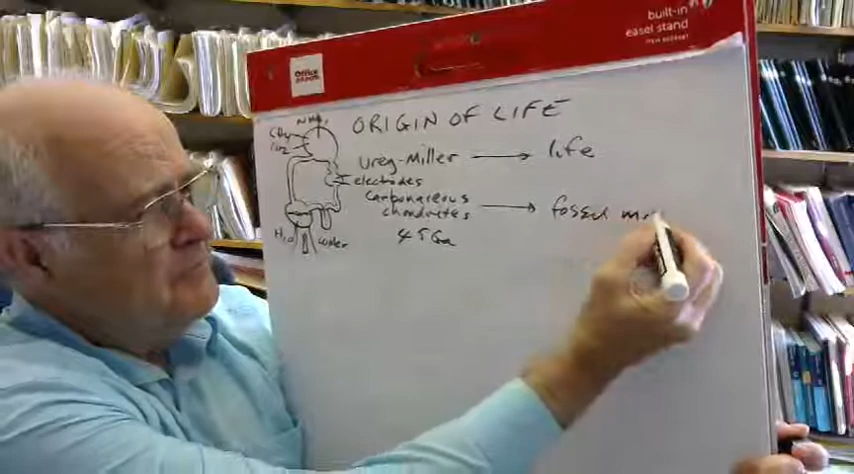 built-in
easel stand
Office DEPOT
ORIGIN OF LIFE
NH3
CH4
H2
Urey-Miller → life
electrodes
carbonaceous
chondrites → fossil m
4 5 Ga
H2O
cooler